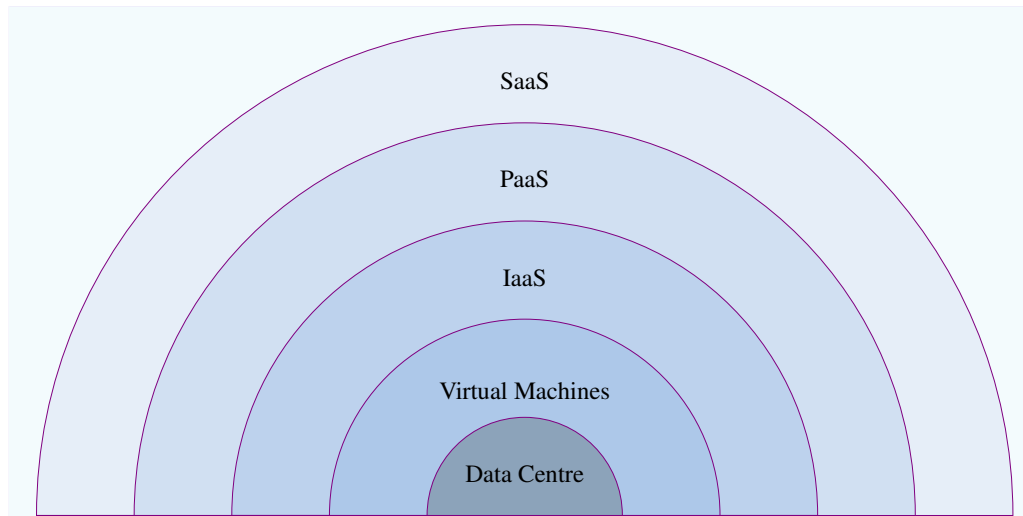 SaaS
PaaS
IaaS
Virtual Machines
Data Centre